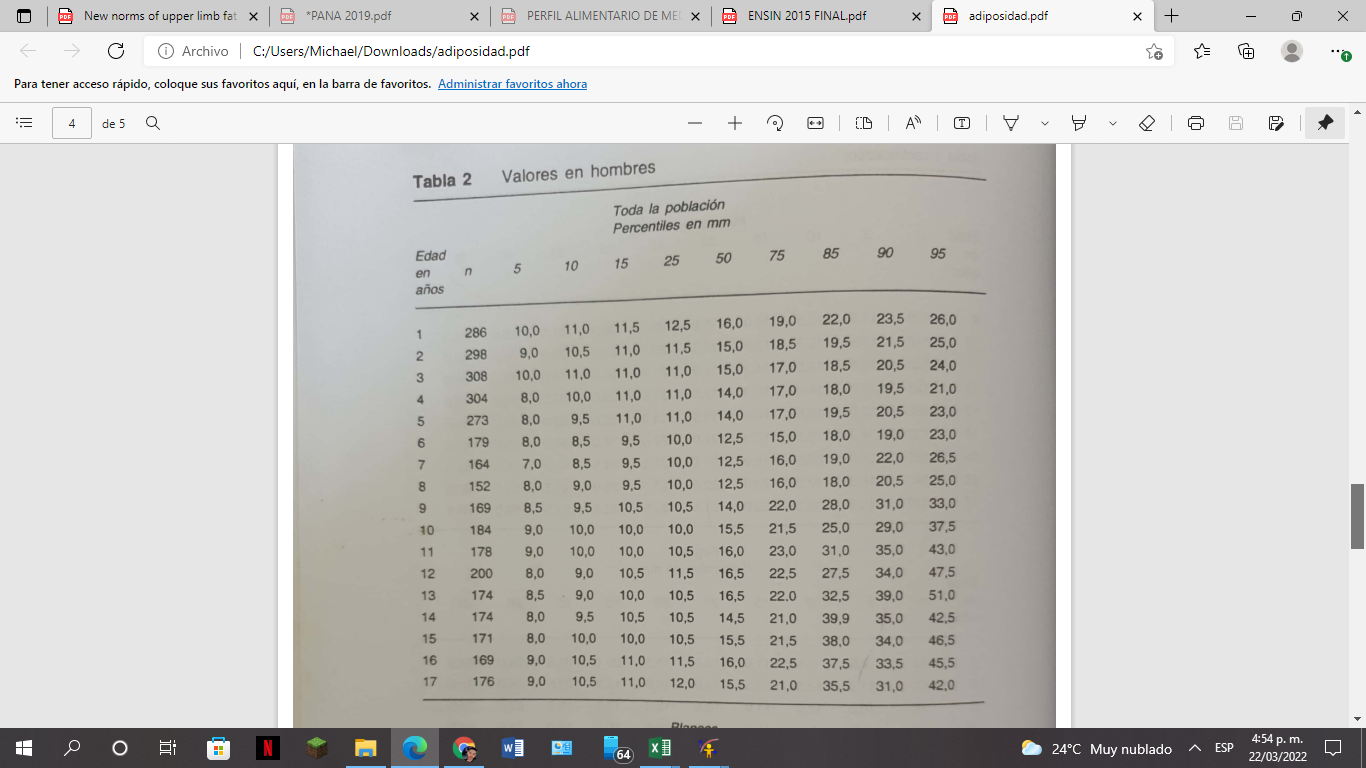 New norms of upper limb fat
*PANA 2019.pdf
PERFIL ALIMENTARIO DE MED
ENSIN 2015 FINAL.pdf
adiposidad.pdf
Archivo C:/Users/Michael/Downloads/adiposidad.pdf
Para tener acceso rápido, coloque sus favoritos aquí, en la barra de favoritos. Administrar favoritos ahora
4 de 5
Tabla 2 Valores en hombres
Toda la población
Percentiles en mm
Edad
en
años
n 5 10 15 25 50 75 85 90 95
1 286 10,0 11,0 11,5 12,5 16,0 19,0 22,0 23,5 26,0
2 298 9,0 10,5 11,0 11,5 15,0 18,5 19,5 21,5 25,0
3 308 10,0 11,0 11,0 11,0 15,0 17,0 18,5 20,5 24,0
4 304 8,0 10,0 11,0 11,0 14,0 17,0 18,0 19,5 21,0
5 273 8,0 9,5 11,0 11,0 14,0 17,0 19,5 20,5 23,0
6 179 8,0 8,5 9,5 10,0 12,5 15,0 18,0 19,0 23,0
7 164 7,0 8,5 9,5 10,0 12,5 16,0 19,0 22,0 26,5
8 152 8,0 9,0 9,5 10,0 12,5 16,0 18,0 20,5 25,0
9 169 8,5 9,5 10,5 10,5 14,0 22,0 28,0 31,0 33,0
10 184 9,0 10,0 10,0 10,0 15,5 21,5 25,0 29,0 37,5
11 178 9,0 10,0 10,0 10,5 16,0 23,0 31,0 35,0 43,0
12 200 8,0 9,0 10,5 11,5 16,5 22,5 27,5 34,0 47,5
13 174 8,5 9,0 10,0 10,5 16,5 22,0 32,5 39,0 51,0
14 174 8,0 9,5 10,5 10,5 14,5 21,0 39,9 35,0 42,5
15 171 8,0 10,0 10,0 10,5 15,5 21,5 38,0 34,0 46,5
16 169 9,0 10,5 11,0 11,5 16,0 22,5 37,5 33,5 45,5
17 176 9,0 10,5 11,0 12,0 15,5 21,0 35,5 31,0 42,0
64
24°C Muy nublado
ESP
4:54 p. m.
22/03/2022